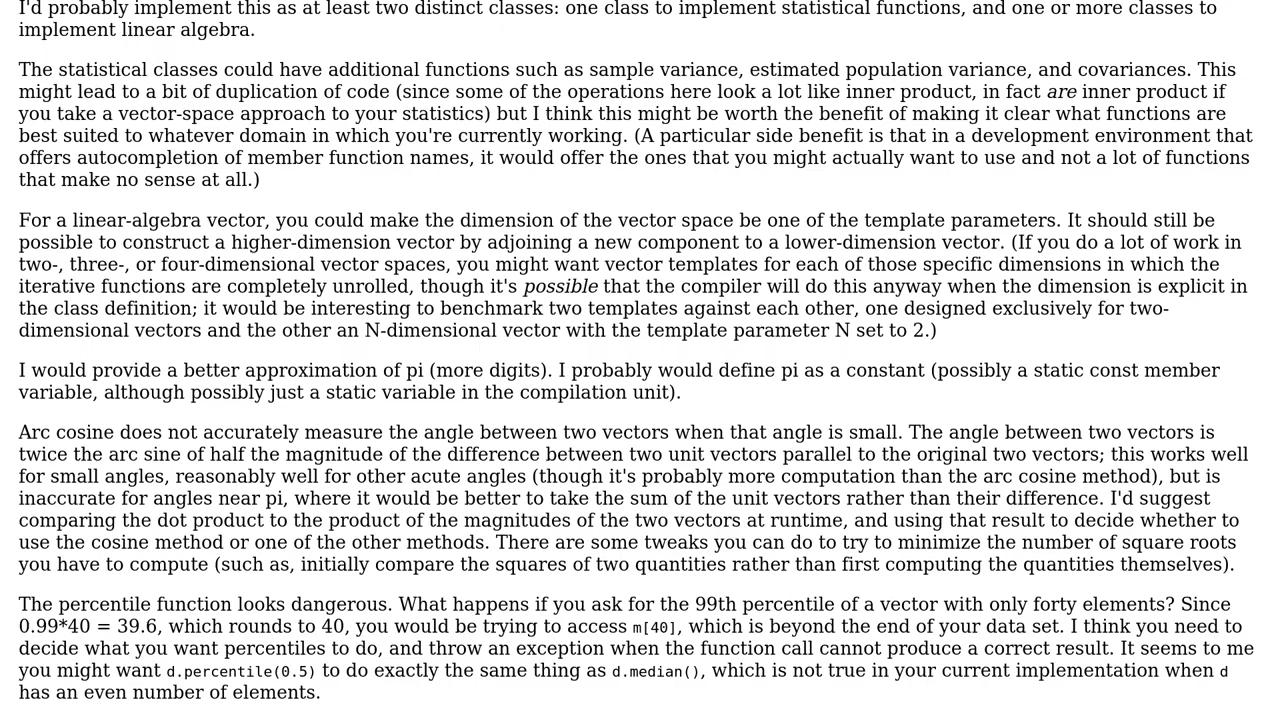 I'd probably implement this as at least two distinct classes: one class to implement statistical functions, and one or more classes to
implement linear algebra.
The statistical classes could have additional functions such as sample variance, estimated population variance, and covariances. This
might lead to a bit of duplication of code (since some of the operations here look a lot like inner product, in fact are inner product if
you take a vector-space approach to your statistics) but I think this might be worth the benefit of making it clear what functions are
best suited to whatever domain in which you're currently working. (A particular side benefit is that in a development environment that
offers autocompletion of member function names, it would offer the ones that you might actually want to use and not a lot of functions
that make no sense at all.)
For a linear-algebra vector, you could make the dimension of the vector space be one of the template parameters. It should still be
possible to construct a higher-dimension vector by adjoining a new component to a lower-dimension vector. (If you do a lot of work in
two-, three-, or four-dimensional vector spaces, you might want vector templates for each of those specific dimensions in which the
iterative functions are completely unrolled, though it's possible that the compiler will do this anyway when the dimension is explicit in
the class definition; it would be interesting to benchmark two templates against each other, one designed exclusively for two-
dimensional vectors and the other an N-dimensional vector with the template parameter N set to 2.)
I would provide a better approximation of pi (more digits). I probably would define pi as a constant (possibly a static const member
variable, although possibly just a static variable in the compilation unit).
Arc cosine does not accurately measure the angle between two vectors when that angle is small. The angle between two vectors is
twice the arc sine of half the magnitude of the difference between two unit vectors parallel to the original two vectors; this works well
for small angles, reasonably well for other acute angles (though it's probably more computation than the arc cosine method), but is
inaccurate for angles near pi, where it would be better to take the sum of the unit vectors rather than their difference. I'd suggest
comparing the dot product to the product of the magnitudes of the two vectors at runtime, and using that result to decide whether to
use the cosine method or one of the other methods. There are some tweaks you can do to try to minimize the number of square roots
you have to compute (such as, initially compare the squares of two quantities rather than first computing the quantities themselves).
The percentile function looks dangerous. What happens if you ask for the 99th percentile of a vector with only forty elements? Since
0.99*40 = 39.6, which rounds to 40, you would be trying to access m[40], which is beyond the end of your data set. I think you need to
decide what you want percentiles to do, and throw an exception when the function call cannot produce a correct result. It seems to me
you might want d.percentile(0.5) to do exactly the same thing as d.median(), which is not true in your current implementation when d
has an even number of elements.